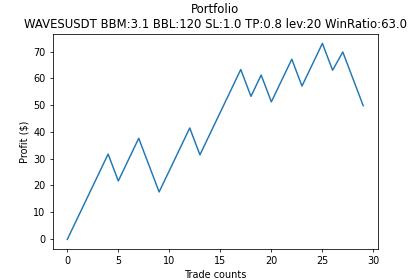 Portfolio
WAVESUSDT BBM:3.1 BBL:120 SL:1.0 TP:0.8 lev:20 WinRatio:63.0
Profit ($)
70
60
50
40
30
20
10
0
0 5 10 15 20 25 30
Trade counts